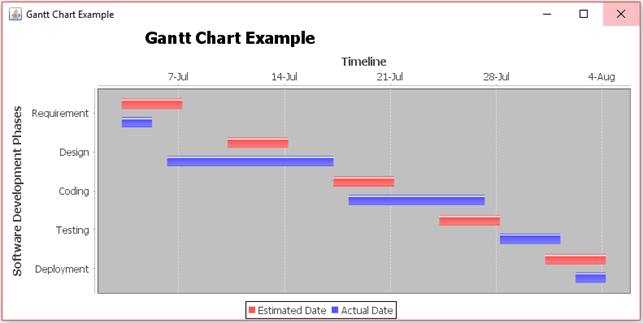 Gantt Chart Example
Gantt Chart Example
Timeline
7-Jul 14-Jul 21-Jul 28-Jul 4-Aug
Software Development Phases
Requirement
Design
Coding
Testing
Deployment
Estimated Date Actual Date